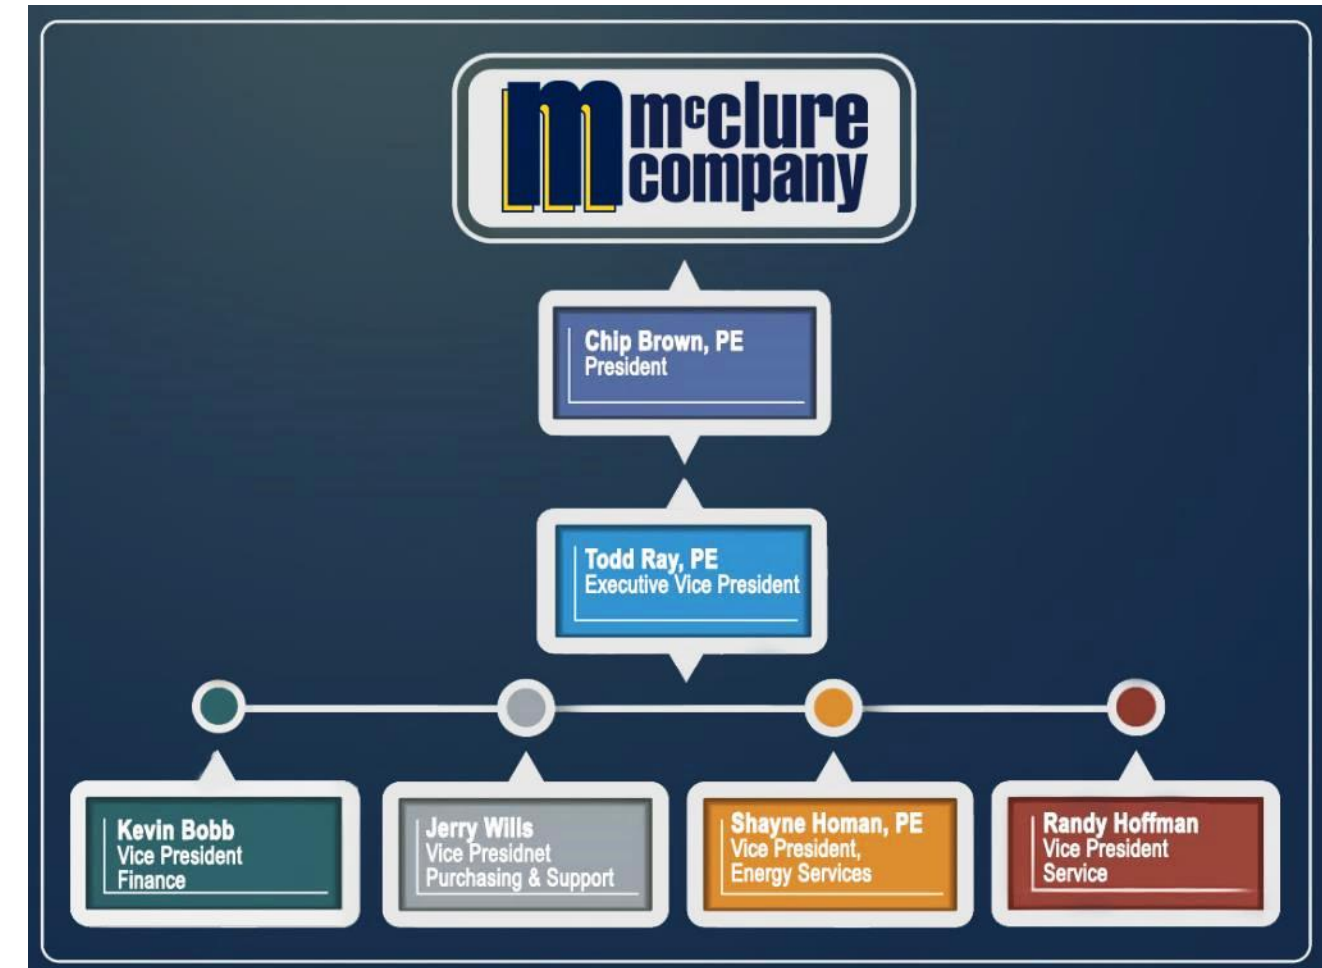 mcclure
company
Chip Brown, PE
President
Todd Ray, PE
Executive Vice President
Kevin Bobb
Vice President
Finance
Jerry Wills
Vice Presidnet
Purchasing & Support
Shayne Homan, PE
Vice President,
Energy Services
Randy Hoffman
Vice President
Service